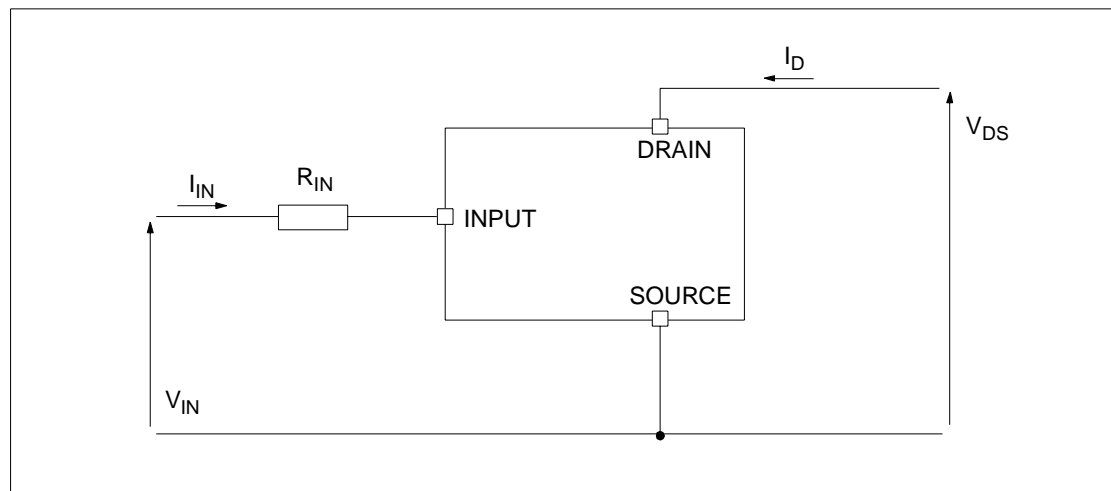 I_D
V_DS
DRAIN
R_IN
I_IN
INPUT
SOURCE
V_IN